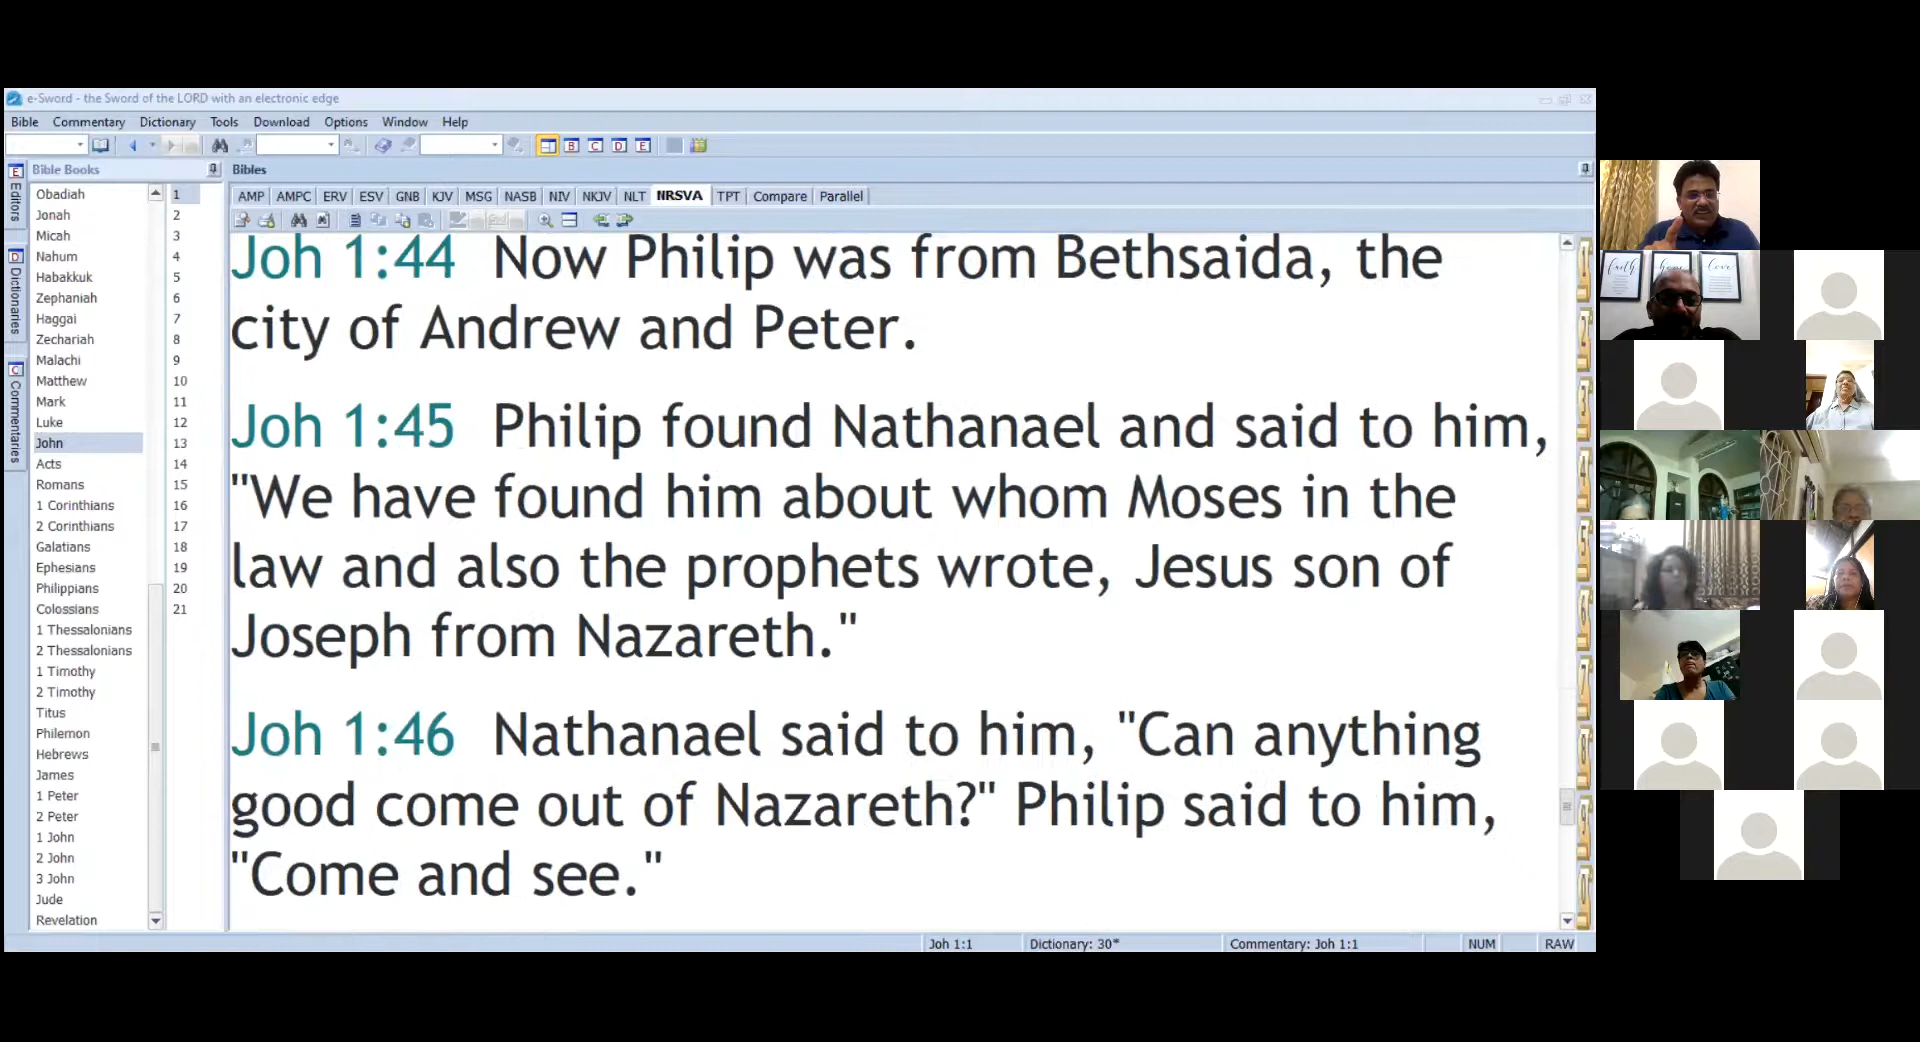 e-Sword - the Sword of the LORD with an electronic edge
Bible Commentary Dictionary Tools Download Options Window Help
B C D E
E Editors
D Dictionaries
C Commentaries
Bible Books
Obadiah
Jonah
Micah
Nahum
Habakkuk
Zephaniah
Haggai
Zechariah
Malachi
Matthew
Mark
Luke
John
Acts
Romans
1 Corinthians
2 Corinthians
Galatians
Ephesians
Philippians
Colossians
1 Thessalonians
2 Thessalonians
1 Timothy
2 Timothy
Titus
Philemon
Hebrews
James
1 Peter
2 Peter
1 John
2 John
3 John
Jude
Revelation
1
2
3
4
5
6
7
8
9
10
11
12
13
14
15
16
17
18
19
20
21
Bibles
AMP AMPC ERV ESV GNB KJV MSG NASB NIV NKJV NLT NRSVA TPT Compare Parallel
Joh 1:44 Now Philip was from Bethsaida, the
city of Andrew and Peter.
Joh 1:45 Philip found Nathanael and said to him,
"We have found him about whom Moses in the
law and also the prophets wrote, Jesus son of
Joseph from Nazareth."
Joh 1:46 Nathanael said to him, "Can anything
good come out of Nazareth?" Philip said to him,
"Come and see."
Joh 1:1 Dictionary: 30* Commentary: Joh 1:1 NUM RAW
faith hope love